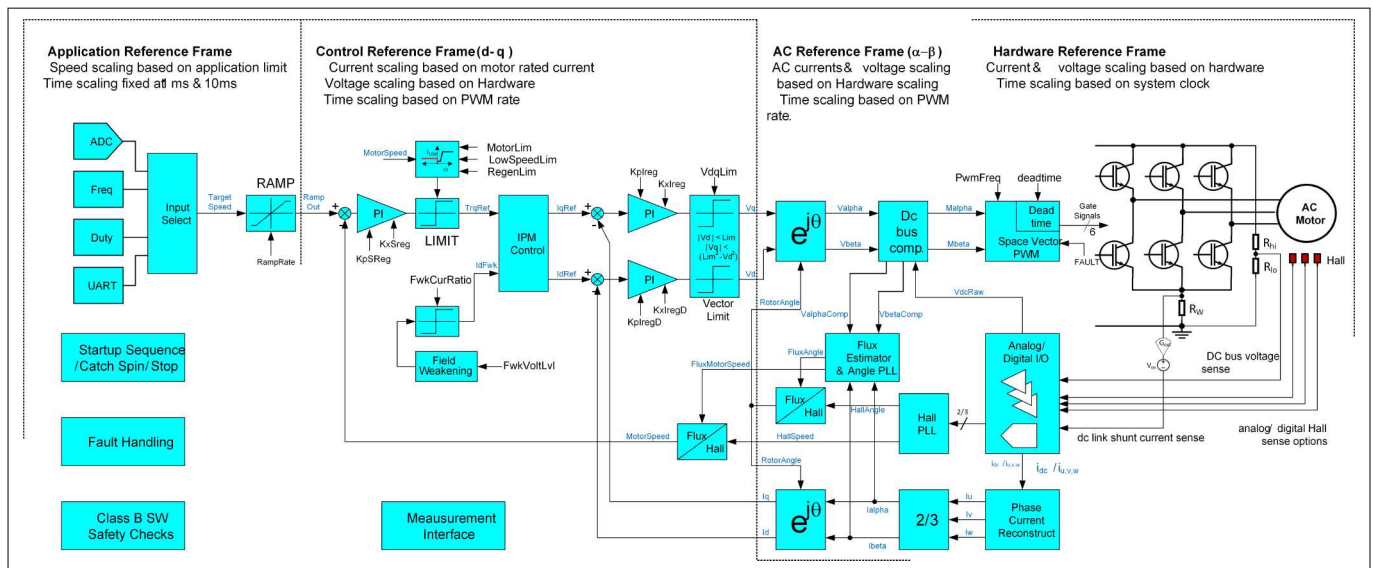 Application Reference Frame
Speed scaling based on application limit
Time scaling fixed at1 ms & 10ms
Control Reference Frame(d-q)
Current scaling based on motor rated current
Voltage scaling based on Hardware
Time scaling based on PWM rate
AC Reference Frame (α–β)
AC currents& voltage scaling
based on Hardware scaling
Time scaling based on PWM
rate.
Hardware Reference Frame
Current & voltage scaling based on hardware
Time scaling based on system clock
ADC
Freq
Duty
UART
Input
Select
Target
Speed
RAMP
RampRate
Ramp
Out
MotorSpeed
MotorLim
LowSpeedLim
RegenLim
+
-
PI
KxSreg
KpSReg
LIMIT
TrqRef
IdFwk
FwkCurRatio
Field
Weakening
FwkVoltLvl
IPM
Control
IqRef
IdRef
+
-
+
-
KpIreg
KxIreg
PI
PI
KpIregD
KxIregD
VdqLim
|Vd| < Lim
|Vq| <
(Lim² -Vd²)
Vector
Limit
Vq
Vd
e^jθ
RotorAngle
Valpha
Vbeta
Dc
bus
comp.
Malpha
Mbeta
PwmFreq
deadtime
Dead
time
Space Vector
PWM
Gate
Signals
6
FAULT
AC
Motor
Rhi
Rlo
Hall
RW
VdcRaw
ValphaComp
VbetaComp
Flux
Estimator
& Angle PLL
FluxAngle
FluxMotorSpeed
Flux
Hall
HallAngle
Hall
PLL
2/3
Analog/
Digital I/O
DC bus voltage
sense
dc link shunt current sense
analog/ digital Hall
sense options
MotorSpeed
Flux
Hall
HallSpeed
RotorAngle
idc / iu,v,w
idc / iu,v,w
Iq
Id
e^jθ
Ialpha
Ibeta
2/3
Iu
Iv
Iw
Phase
Current
Reconstruct
Startup Sequence
/Catch Spin/Stop
Fault Handling
Class B SW
Safety Checks
Meausurement
Interface